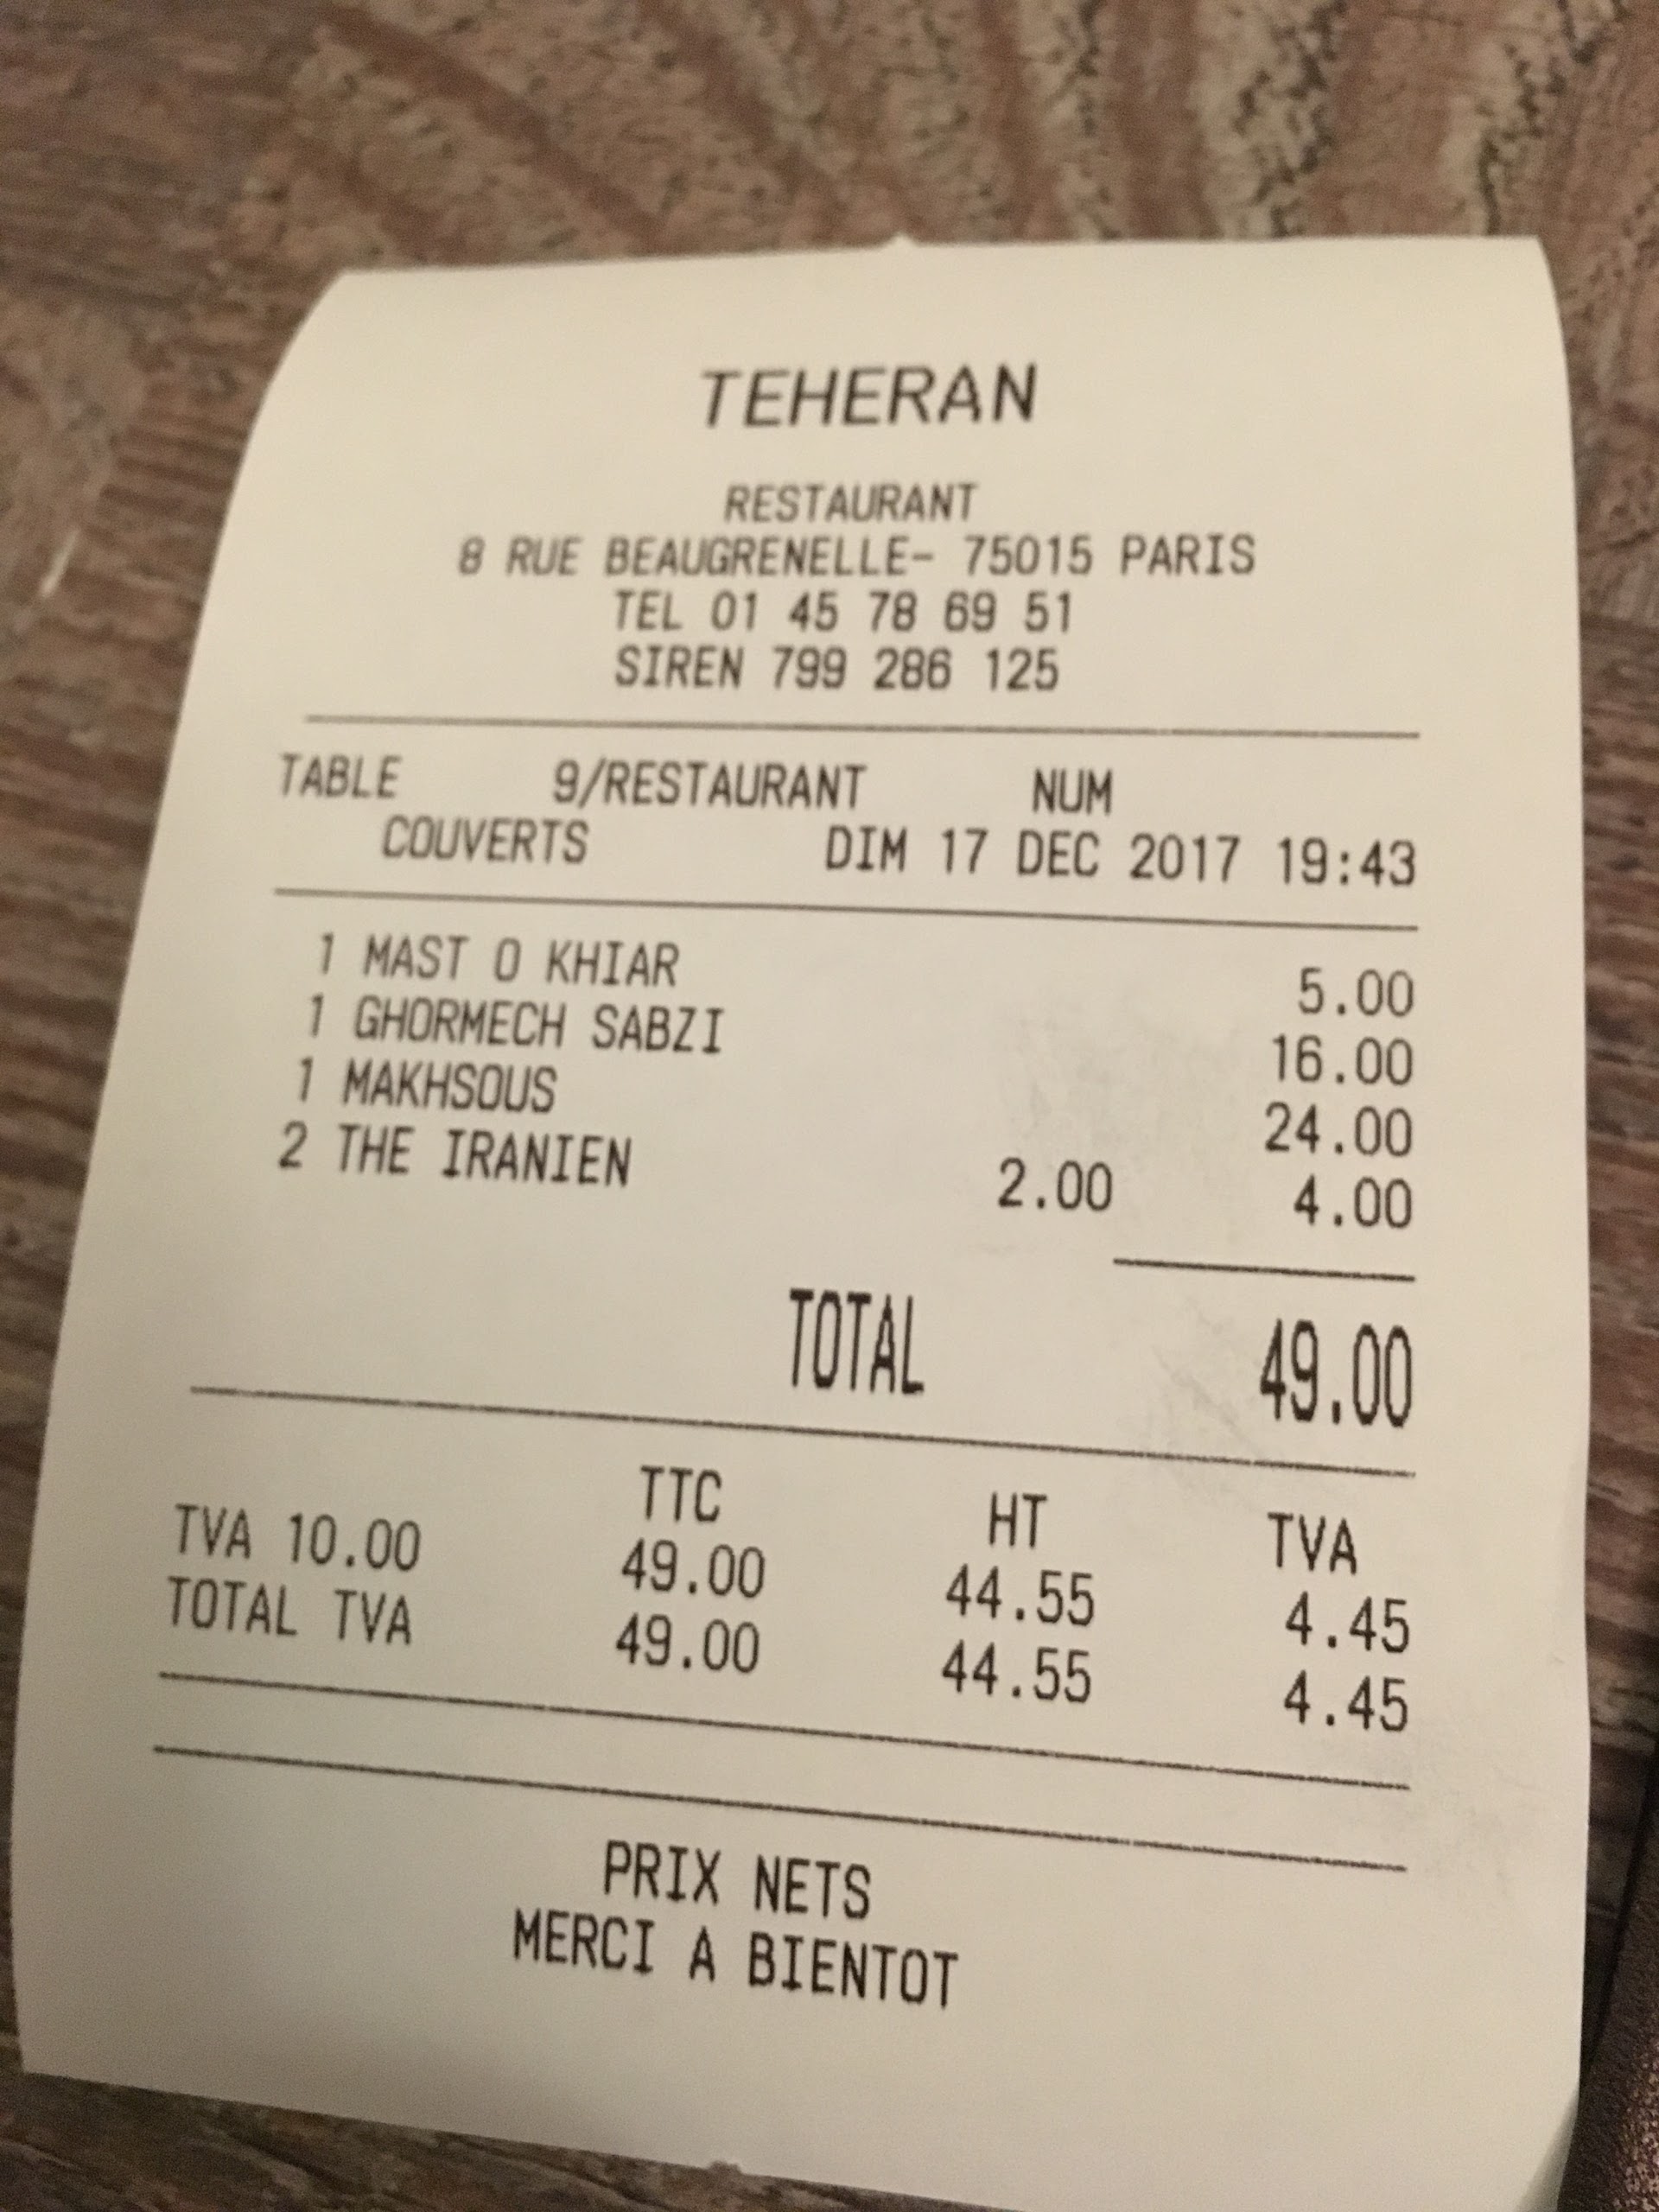 TEHERAN
RESTAURANT
8 RUE BEAUGRENELLE- 75015 PARIS
TEL 01 45 78 69 51
SIREN 799 286 125
TABLE 9/RESTAURANT NUM
COUVERTS DIM 17 DEC 2017 19:43
1 MAST O KHIAR 5.00
1 GHORMECH SABZI 16.00
1 MAKHSOUS 24.00
2 THE IRANIEN 2.00 4.00
TOTAL 49.00
TTC HT TVA
TVA 10.00 49.00 44.55 4.45
TOTAL TVA 49.00 44.55 4.45
PRIX NETS
MERCI A BIENTOT